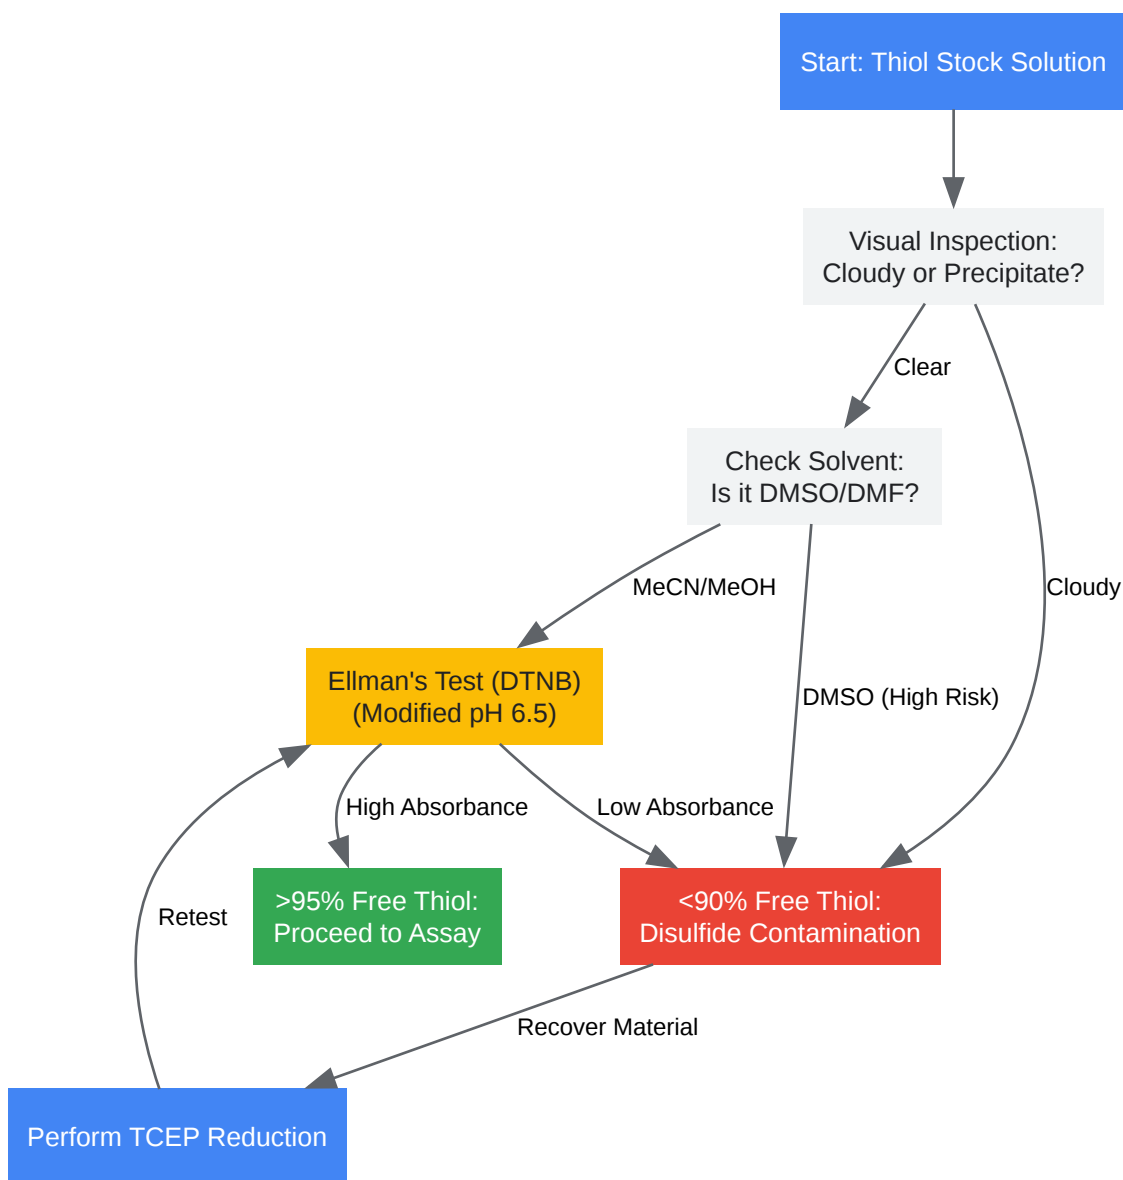 Start: Thiol Stock Solution
Visual Inspection:
Cloudy or Precipitate?
Clear
Check Solvent:
Is it DMSO/DMF?
MeCN/MeOH
Cloudy
Ellman's Test (DTNB)
(Modified pH 6.5)
DMSO (High Risk)
High Absorbance
Low Absorbance
>95% Free Thiol:
Proceed to Assay
<90% Free Thiol:
Disulfide Contamination
Retest
Recover Material
Perform TCEP Reduction